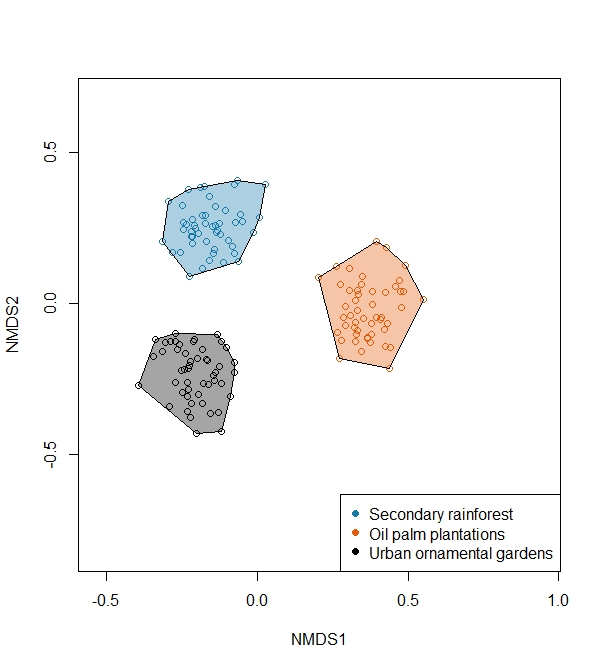 0.5
0.0
-0.5
NMDS2
Secondary rainforest
Oil palm plantations
Urban ornamental gardens
-0.5 0.0 0.5 1.0
NMDS1